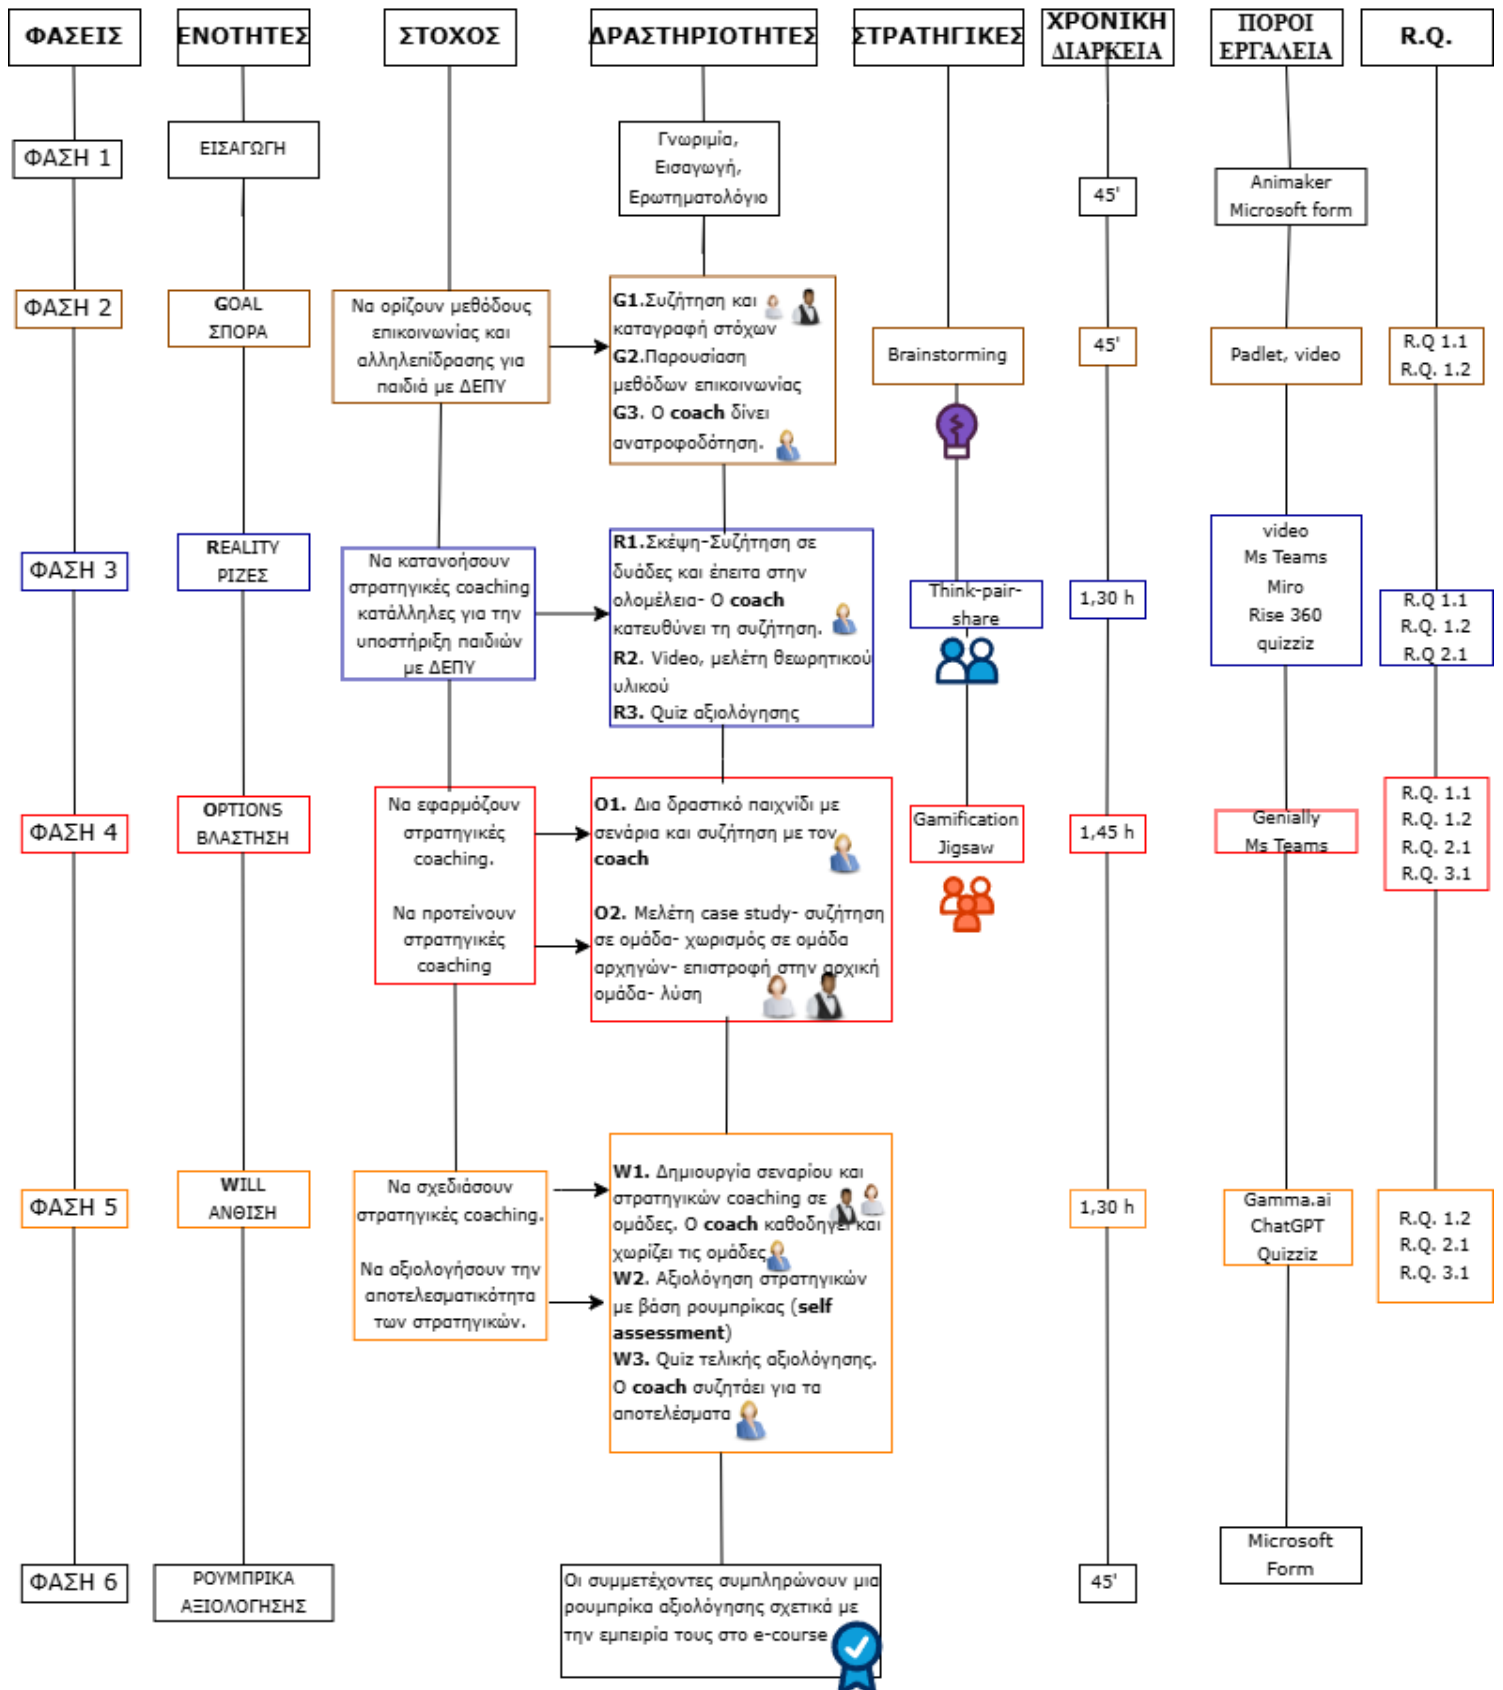 ΦΑΣΕΙΣ
ΕΝΟΤΗΤΕΣ
ΣΤΟΧΟΣ
ΔΡΑΣΤΗΡΙΟΤΗΤΕΣ
ΣΤΡΑΤΗΓΙΚΕΣ
ΧΡΟΝΙΚΗ
ΔΙΑΡΚΕΙΑ
ΠΟΡΟΙ
ΕΡΓΑΛΕΙΑ
R.Q.
ΦΑΣΗ 1
ΕΙΣΑΓΩΓΗ
Γνωριμία,
Εισαγωγή,
Ερωτηματολόγιο
45'
Animaker
Microsoft form
ΦΑΣΗ 2
GOAL
ΣΠΟΡΑ
Να ορίζουν μεθόδους
επικοινωνίας και
αλληλεπίδρασης για
παιδιά με ΔΕΠΥ
G1.Συζήτηση και
καταγραφή στόχων
G2.Παρουσίαση
μεθόδων επικοινωνίας
G3. Ο coach δίνει
ανατροφοδότηση.
Brainstorming
45'
Padlet, video
R.Q 1.1
R.Q. 1.2
ΦΑΣΗ 3
REALITY
ΡΙΖΕΣ
Να κατανοήσουν
στρατηγικές coaching
κατάλληλες για την
υποστήριξη παιδιών
με ΔΕΠΥ
R1.Σκέψη-Συζήτηση σε
δυάδες και έπειτα στην
ολομέλεια- Ο coach
κατευθύνει τη συζήτηση.
R2. Video, μελέτη θεωρητικού
υλικού
R3. Quiz αξιολόγησης
Think-pair-
share
1,30 h
video
Ms Teams
Miro
Rise 360
quizziz
R.Q 1.1
R.Q. 1.2
R.Q 2.1
ΦΑΣΗ 4
OPTIONS
ΒΛΑΣΤΗΣΗ
Να εφαρμόζουν
στρατηγικές
coaching.
Να προτείνουν
στρατηγικές
coaching
O1. Δια δραστικό παιχνίδι με
σενάρια και συζήτηση με τον
coach
O2. Μελέτη case study- συζήτηση
σε ομάδα- χωρισμός σε ομάδα
αρχηγών- επιστροφή στην αρχική
ομάδα- λύση
Gamification
Jigsaw
1,45 h
Genially
Ms Teams
R.Q. 1.1
R.Q. 1.2
R.Q. 2.1
R.Q. 3.1
ΦΑΣΗ 5
WILL
ΑΝΘΙΣΗ
Να σχεδιάσουν
στρατηγικές coaching.
Να αξιολογήσουν την
αποτελεσματικότητα
των στρατηγικών.
W1. Δημιουργία σεναρίου και
στρατηγικών coaching σε
ομάδες. Ο coach καθοδηγεί και
χωρίζει τις ομάδες
W2. Αξιολόγηση στρατηγικών
με βάση ρουμπρίκας (self
assessment)
W3. Quiz τελικής αξιολόγησης.
Ο coach συζητάει για τα
αποτελέσματα
1,30 h
Gamma.ai
ChatGPT
Quizziz
R.Q. 1.2
R.Q. 2.1
R.Q. 3.1
ΦΑΣΗ 6
ΡΟΥΜΠΡΙΚΑ
ΑΞΙΟΛΟΓΗΣΗΣ
Οι συμμετέχοντες συμπληρώνουν μια
ρουμπρίκα αξιολόγησης σχετικά με
την εμπειρία τους στο e-course
45'
Microsoft
Form